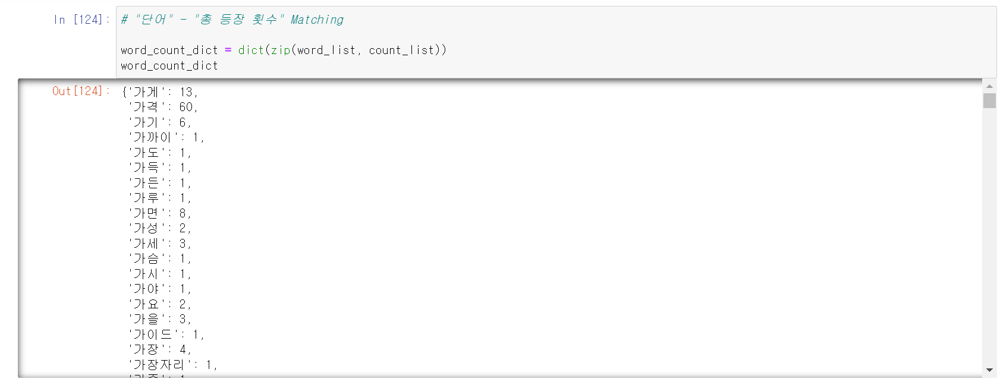 In [124]: # "단어" - "총 등장 횟수" Matching
word_count_dict = dict(zip(word_list, count_list))
word_count_dict
Out[124]: {'가게': 13,
'가격': 60,
'가기': 6,
'가까이': 1,
'가도': 1,
'가득': 1,
'가든': 1,
'가루': 1,
'가면': 8,
'가성': 2,
'가세': 3,
'가슴': 1,
'가시': 1,
'가야': 1,
'가요': 2,
'가을': 3,
'가이드': 1,
'가장': 4,
'가장자리': 1,